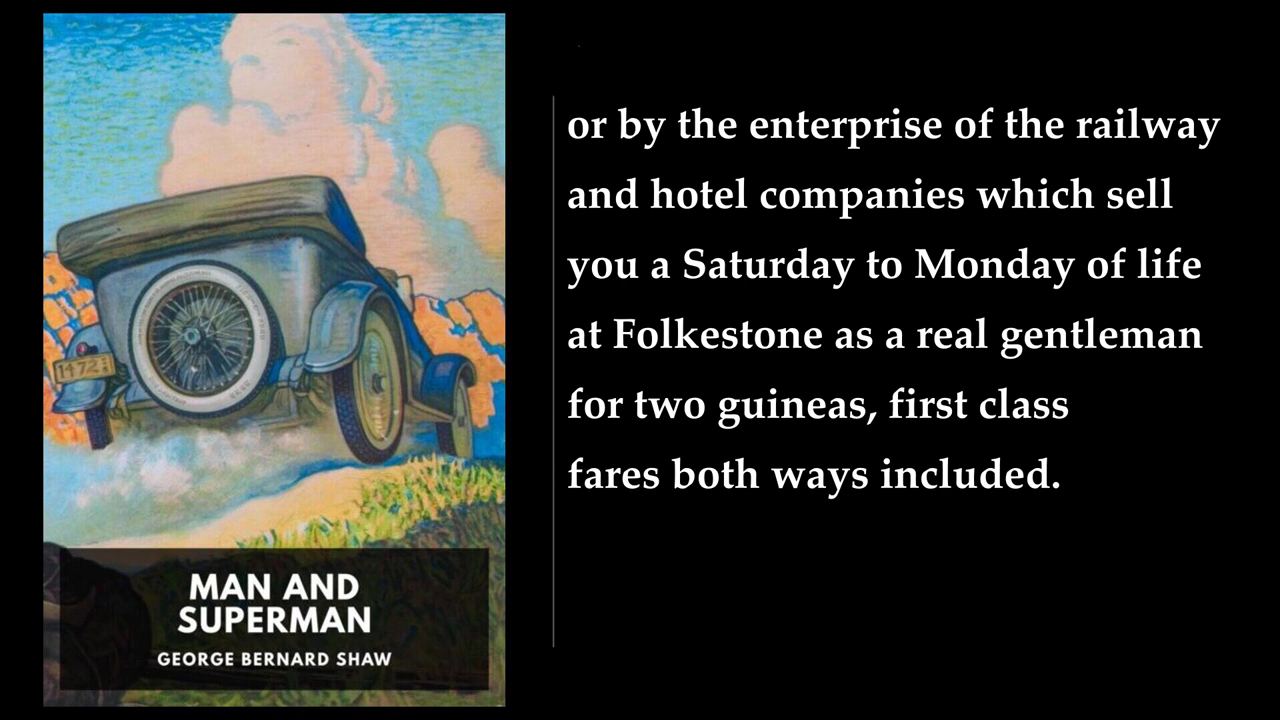 or by the enterprise of the railway
and hotel companies which sell
you a Saturday to Monday of life
at Folkestone as a real gentleman
for two guineas, first class
fares both ways included.
1472
MAN AND
SUPERMAN
GEORGE BERNARD SHAW